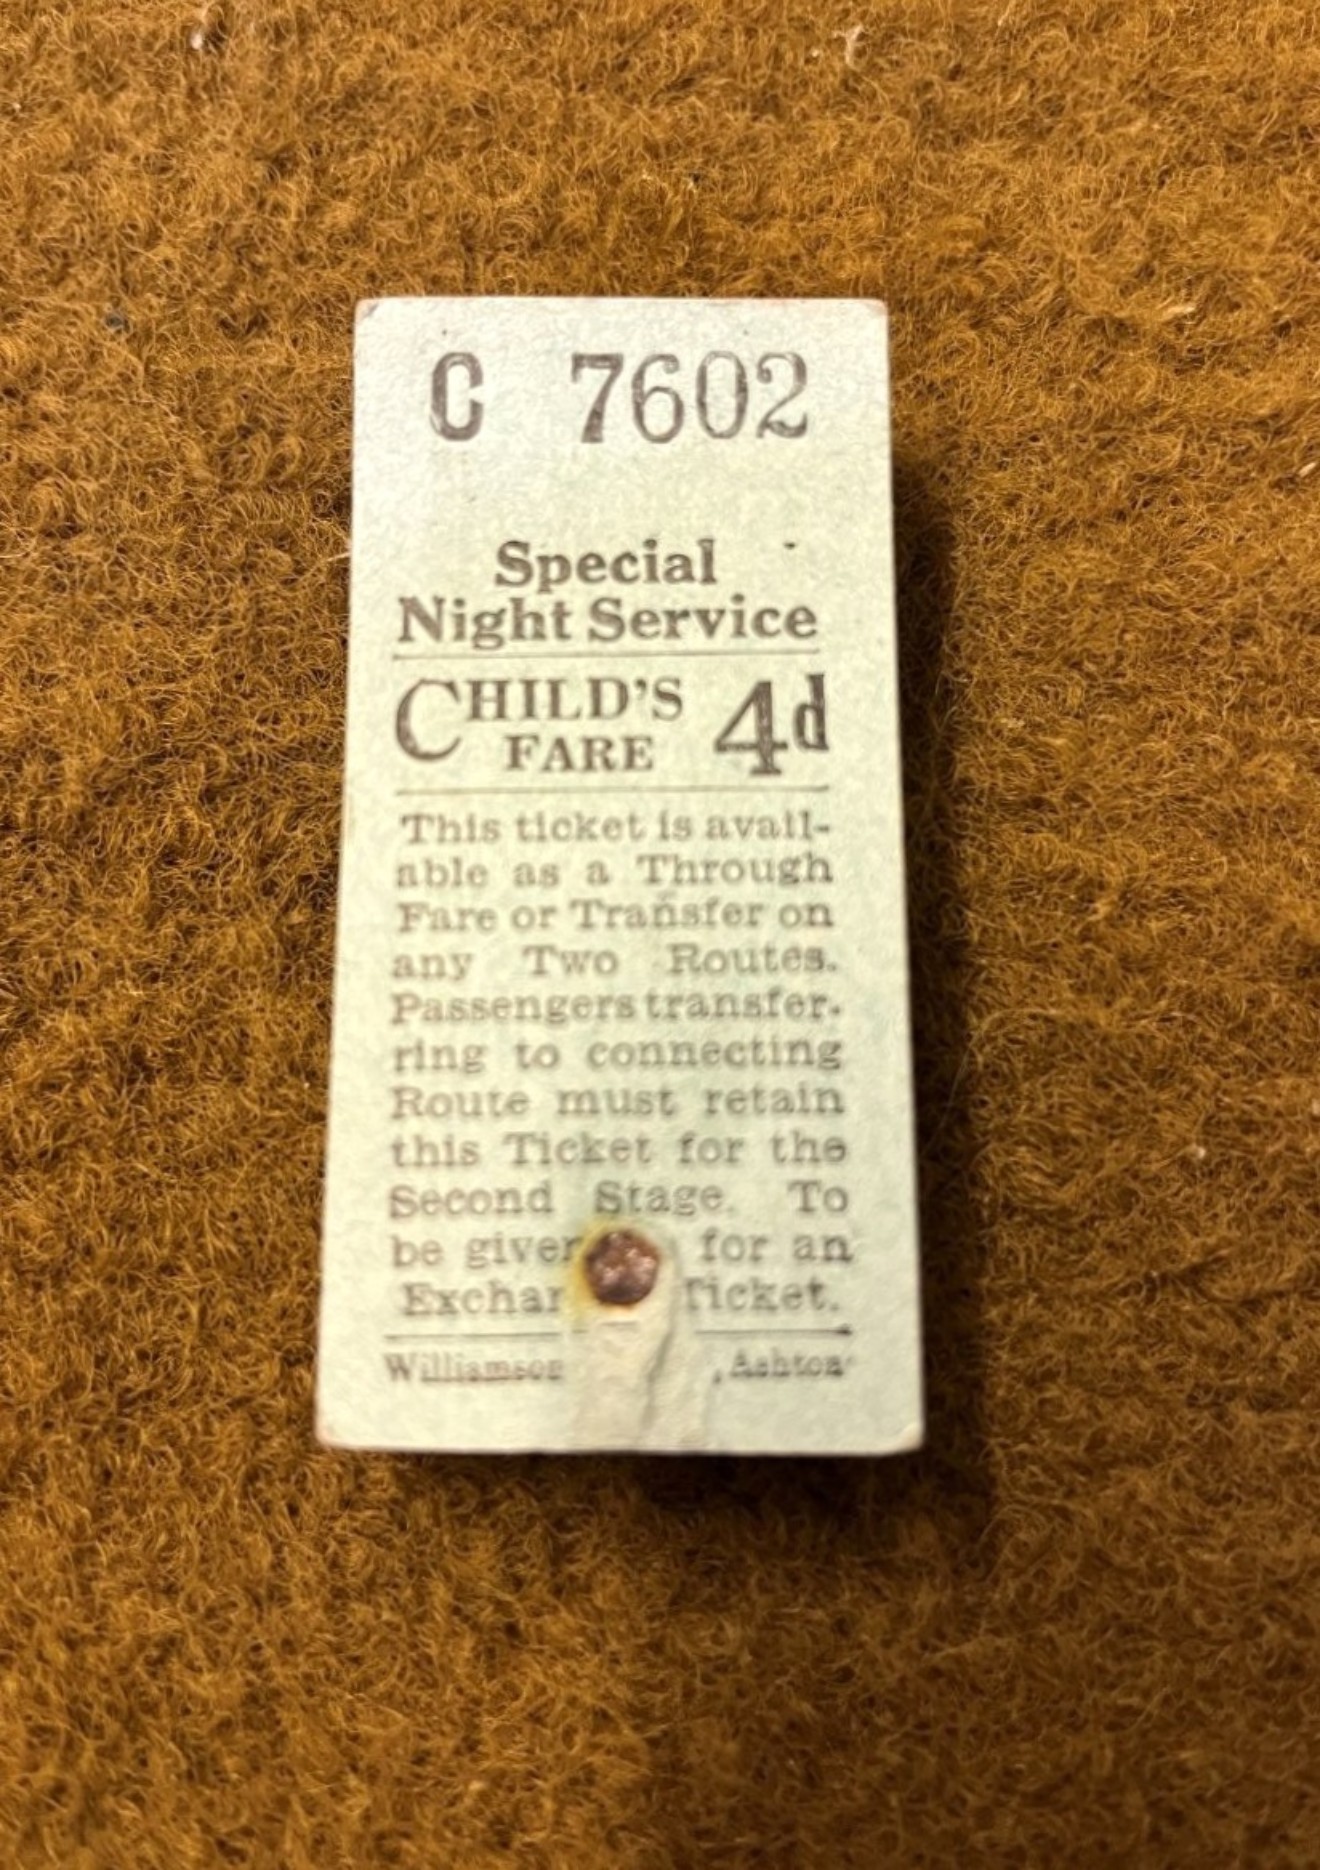 C 7602
Special
Night Service
CHILD'S FARE 4d
This ticket is avail-
able as a Through
Fare or Transfer on
any Two Routes.
Passengers transfer-
ring to connecting
Route must retain
this Ticket for the
Second Stage. To
be for an
Ticket.
, Ashton